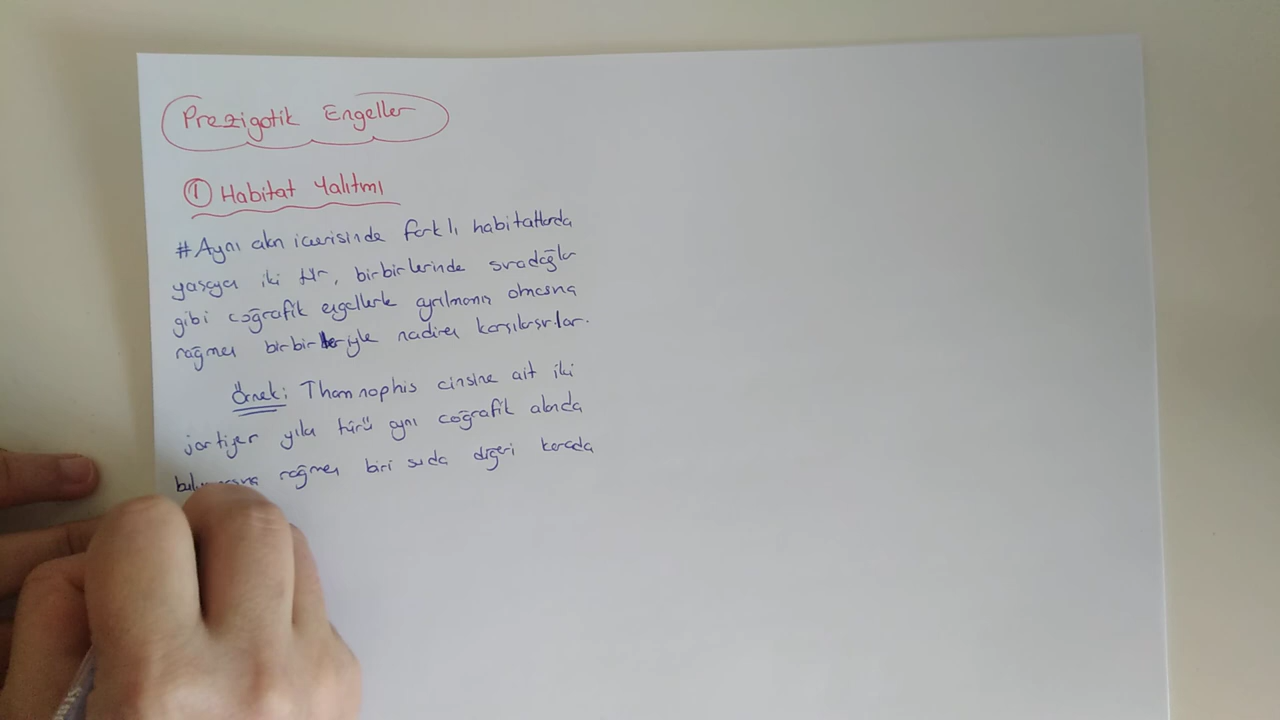 Prezigotik Engeller
① Habitat Yalıtımı
# Aynı alan içerisinde farklı habitatlarda
yaşayan iki tür, birbirlerinde sıradağlar
gibi coğrafik engellerle ayrılmamış olmasına
rağmen birbirleriyle nadiren karşılaşırlar.
Örnek: Thamnophis cinsine ait iki
jartiyer yılan türü aynı coğrafik alanda
bulunmasına rağmen biri suda diğeri karada